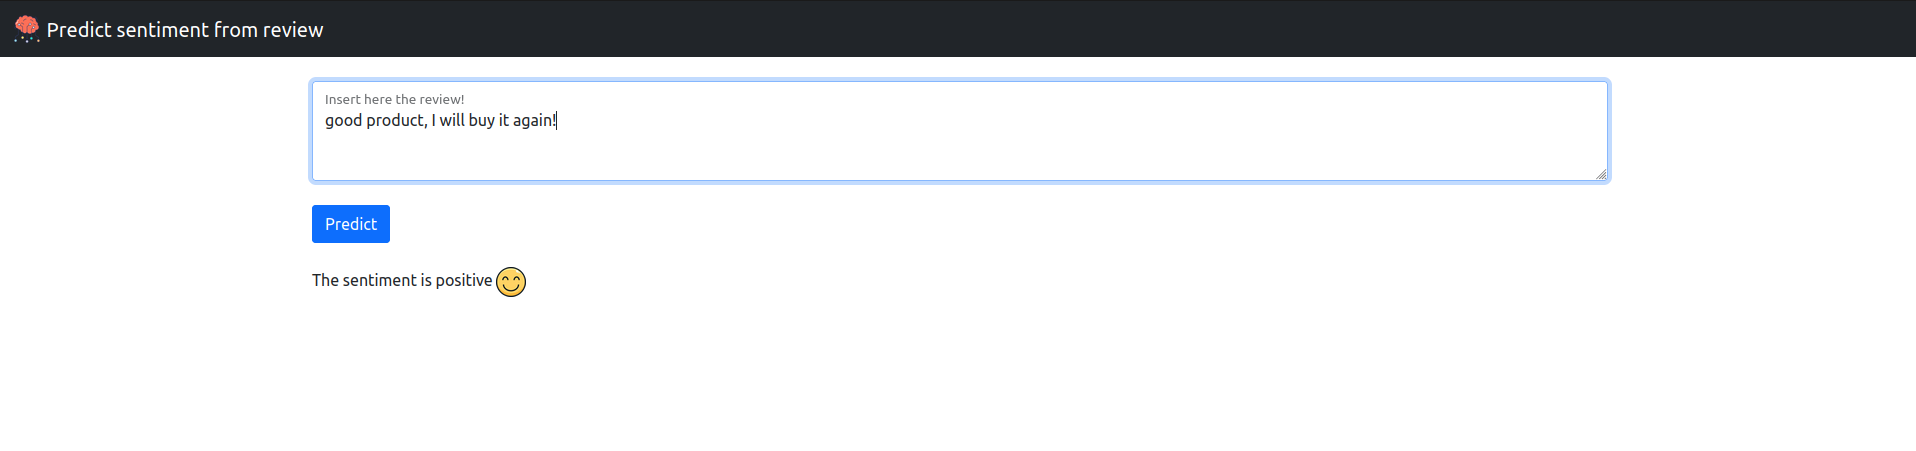 Predict sentiment from review
Insert here the review!
good product, I will buy it again!
Predict
The sentiment is positive